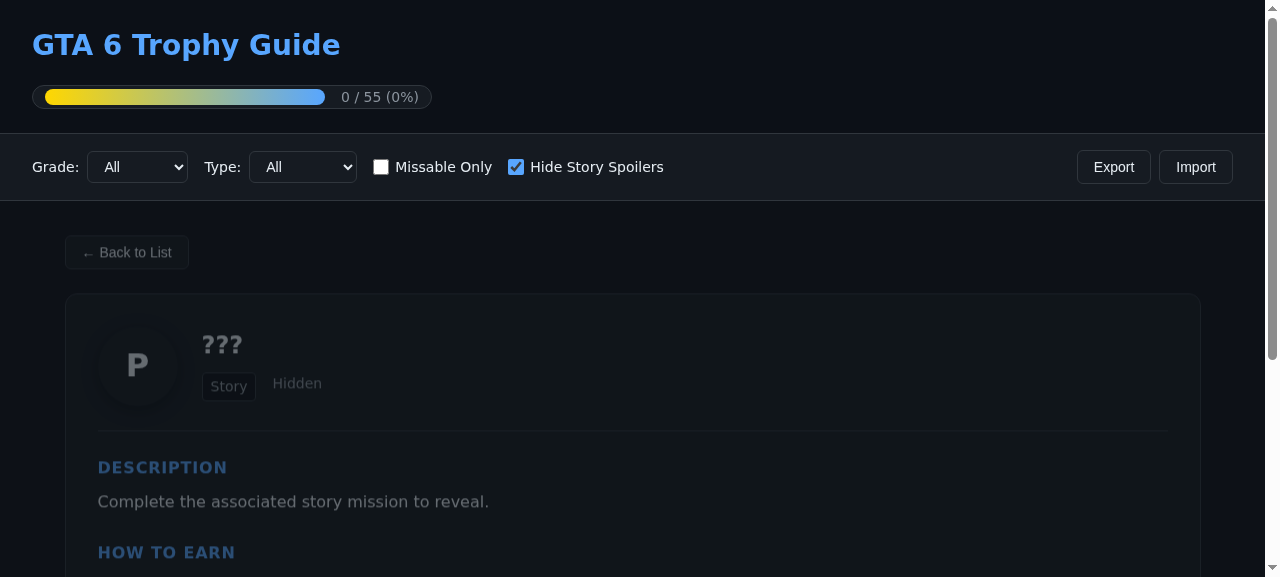 GTA 6 Trophy Guide
0 / 55 (0%)
Grade: All Type: All Missable Only Hide Story Spoilers Export Import
← Back to List
P
???
Story Hidden
DESCRIPTION
Complete the associated story mission to reveal.
HOW TO EARN